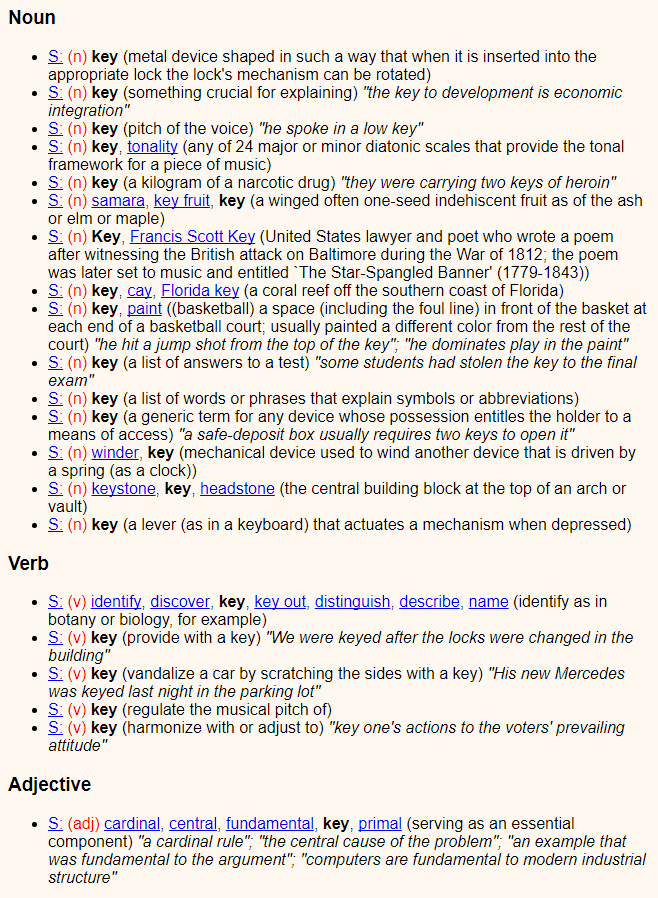 Noun
• S: (n) key (metal device shaped in such a way that when it is inserted into the
appropriate lock the lock's mechanism can be rotated)
• S: (n) key (something crucial for explaining) "the key to development is economic
integration"
• S: (n) key (pitch of the voice) "he spoke in a low key"
• S: (n) key, tonality (any of 24 major or minor diatonic scales that provide the tonal
framework for a piece of music)
• S: (n) key (a kilogram of a narcotic drug) "they were carrying two keys of heroin"
• S: (n) samara, key fruit, key (a winged often one-seed indehiscent fruit as of the ash
or elm or maple)
• S: (n) Key, Francis Scott Key (United States lawyer and poet who wrote a poem
after witnessing the British attack on Baltimore during the War of 1812; the poem
was later set to music and entitled `The Star-Spangled Banner' (1779-1843))
• S: (n) key, cay, Florida key (a coral reef off the southern coast of Florida)
• S: (n) key, paint ((basketball) a space (including the foul line) in front of the basket at
each end of a basketball court; usually painted a different color from the rest of the
court) "he hit a jump shot from the top of the key"; "he dominates play in the paint"
• S: (n) key (a list of answers to a test) "some students had stolen the key to the final
exam"
• S: (n) key (a list of words or phrases that explain symbols or abbreviations)
• S: (n) key (a generic term for any device whose possession entitles the holder to a
means of access) "a safe-deposit box usually requires two keys to open it"
• S: (n) winder, key (mechanical device used to wind another device that is driven by
a spring (as a clock))
• S: (n) keystone, key, headstone (the central building block at the top of an arch or
vault)
• S: (n) key (a lever (as in a keyboard) that actuates a mechanism when depressed)
Verb
• S: (v) identify, discover, key, key out, distinguish, describe, name (identify as in
botany or biology, for example)
• S: (v) key (provide with a key) "We were keyed after the locks were changed in the
building"
• S: (v) key (vandalize a car by scratching the sides with a key) "His new Mercedes
was keyed last night in the parking lot"
• S: (v) key (regulate the musical pitch of)
• S: (v) key (harmonize with or adjust to) "key one's actions to the voters' prevailing
attitude"
Adjective
• S: (adj) cardinal, central, fundamental, key, primal (serving as an essential
component) "a cardinal rule"; "the central cause of the problem"; "an example that
was fundamental to the argument"; "computers are fundamental to modern industrial
structure"